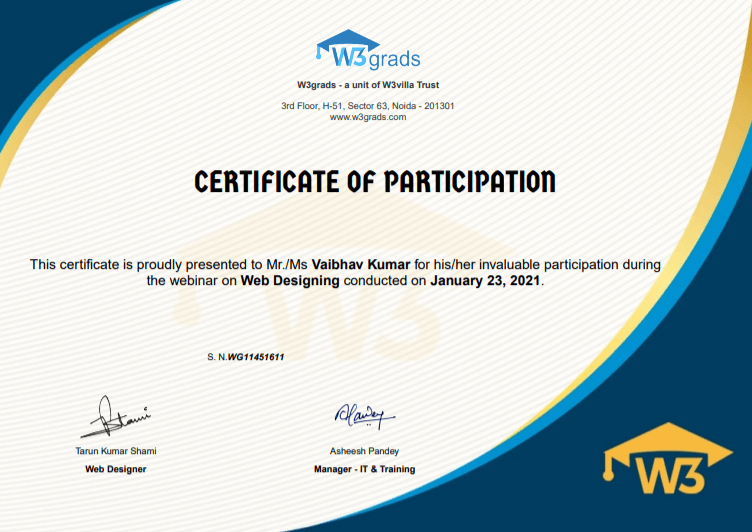 W3grads
W3grads - a unit of W3villa Trust
3rd Floor, H-51, Sector 63, Noida - 201301
www.w3grads.com
CERTIFICATE OF PARTICIPATION
This certificate is proudly presented to Mr./Ms Vaibhav Kumar for his/her invaluable participation during
the webinar on Web Designing conducted on January 23, 2021.
W3
S. N.WG11451611
Tarun Kumar Shami
Web Designer
Asheesh Pandey
Manager - IT & Training
W3